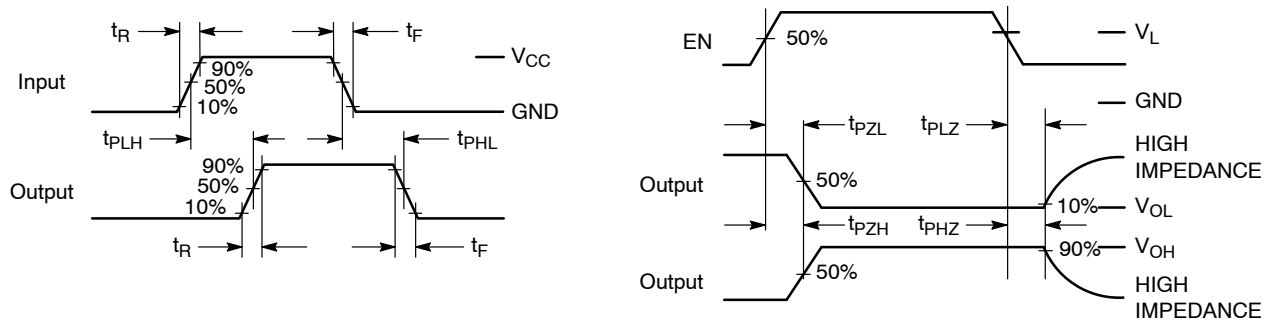 tR
tF
VCC
90%
Input
50%
10%
GND
tPLH
tPHL
90%
Output
50%
10%
tR
tF
EN
50%
VL
GND
tPZL
tPLZ
HIGH
IMPEDANCE
Output
50%
10%
VOL
tPZH
tPHZ
90%
VOH
Output
50%
HIGH
IMPEDANCE